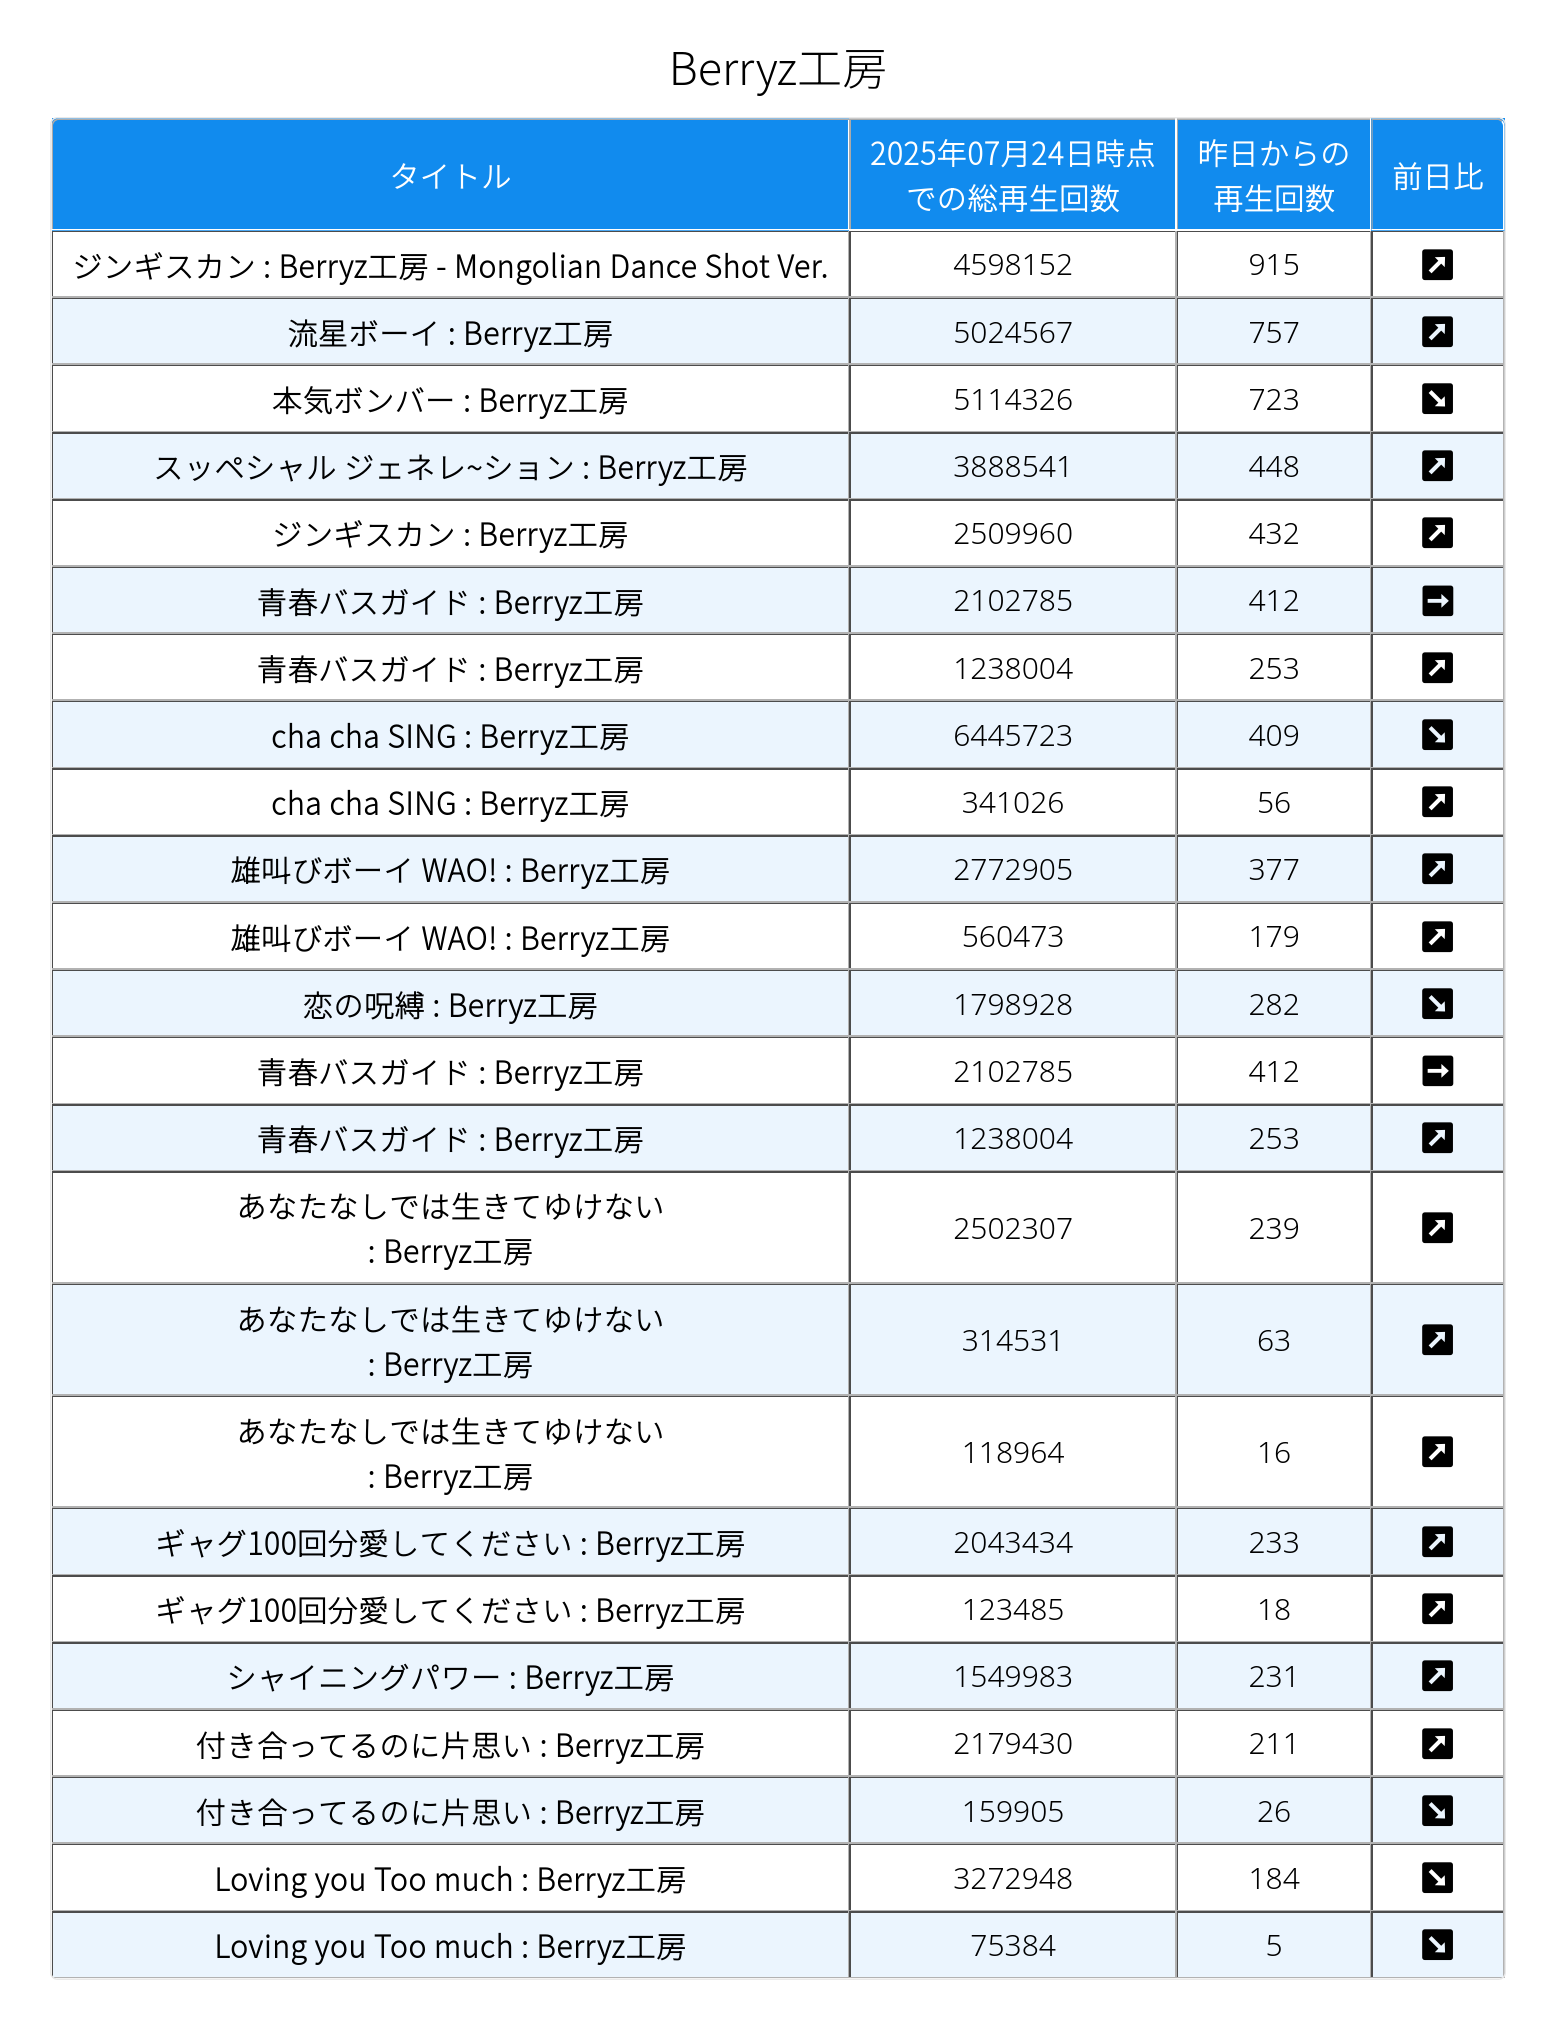 Berryz工房
タイトル
2025年07月24日時点
での総再生回数
昨日からの
再生回数
前日比
ジンギスカン : Berryz工房 - Mongolian Dance Shot Ver. 4598152 915
流星ボーイ : Berryz工房 5024567 757
本気ボンバー : Berryz工房 5114326 723
スッペシャル ジェネレ~ション : Berryz工房 3888541 448
ジンギスカン : Berryz工房 2509960 432
青春バスガイド : Berryz工房 2102785 412
青春バスガイド : Berryz工房 1238004 253
cha cha SING : Berryz工房 6445723 409
cha cha SING : Berryz工房 341026 56
雄叫びボーイ WAO! : Berryz工房 2772905 377
雄叫びボーイ WAO! : Berryz工房 560473 179
恋の呪縛 : Berryz工房 1798928 282
青春バスガイド : Berryz工房 2102785 412
青春バスガイド : Berryz工房 1238004 253
あなたなしでは生きてゆけない
: Berryz工房 2502307 239
あなたなしでは生きてゆけない
: Berryz工房 314531 63
あなたなしでは生きてゆけない
: Berryz工房 118964 16
ギャグ100回分愛してください : Berryz工房 2043434 233
ギャグ100回分愛してください : Berryz工房 123485 18
シャイニングパワー : Berryz工房 1549983 231
付き合ってるのに片思い : Berryz工房 2179430 211
付き合ってるのに片思い : Berryz工房 159905 26
Loving you Too much : Berryz工房 3272948 184
Loving you Too much : Berryz工房 75384 5